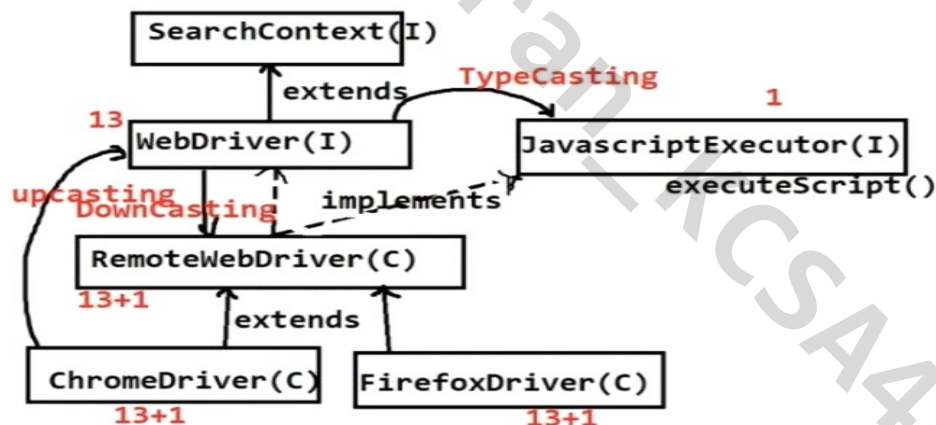 SearchContext(I)
extends
TypeCasting
1
13
WebDriver(I)
JavascriptExecutor(I)
executeScript()
upcasting
DownCasting
implements
RemoteWebDriver(C)
13+1
extends
ChromeDriver(C)
FirefoxDriver(C)
13+1
13+1